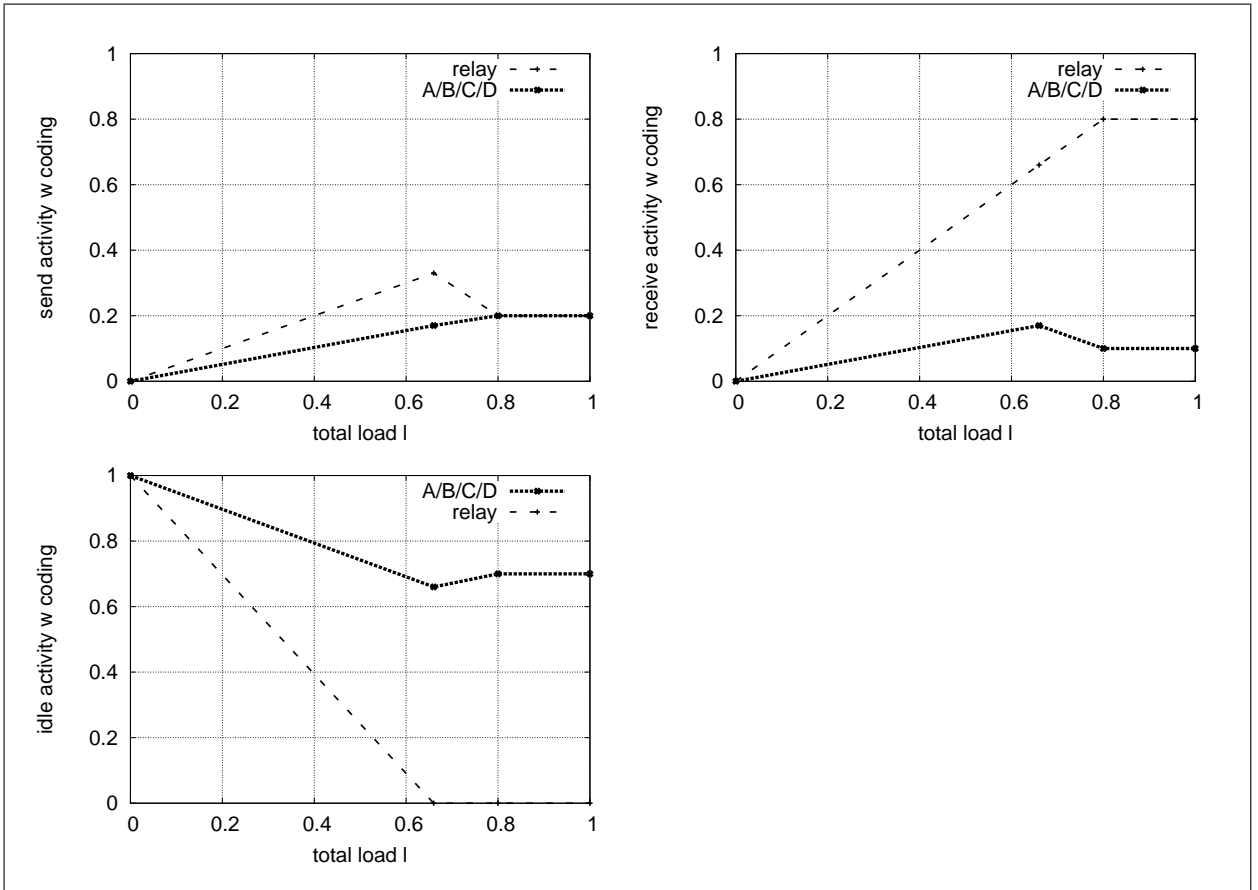 send activity w coding
1
0.8
0.6
0.4
0.2
0
relay
A/B/C/D
0 0.2 0.4 0.6 0.8 1
total load l
receive activity w coding
1
0.8
0.6
0.4
0.2
0
relay
A/B/C/D
0 0.2 0.4 0.6 0.8 1
total load l
idle activity w coding
1
0.8
0.6
0.4
0.2
0
A/B/C/D
relay
0 0.2 0.4 0.6 0.8 1
total load l